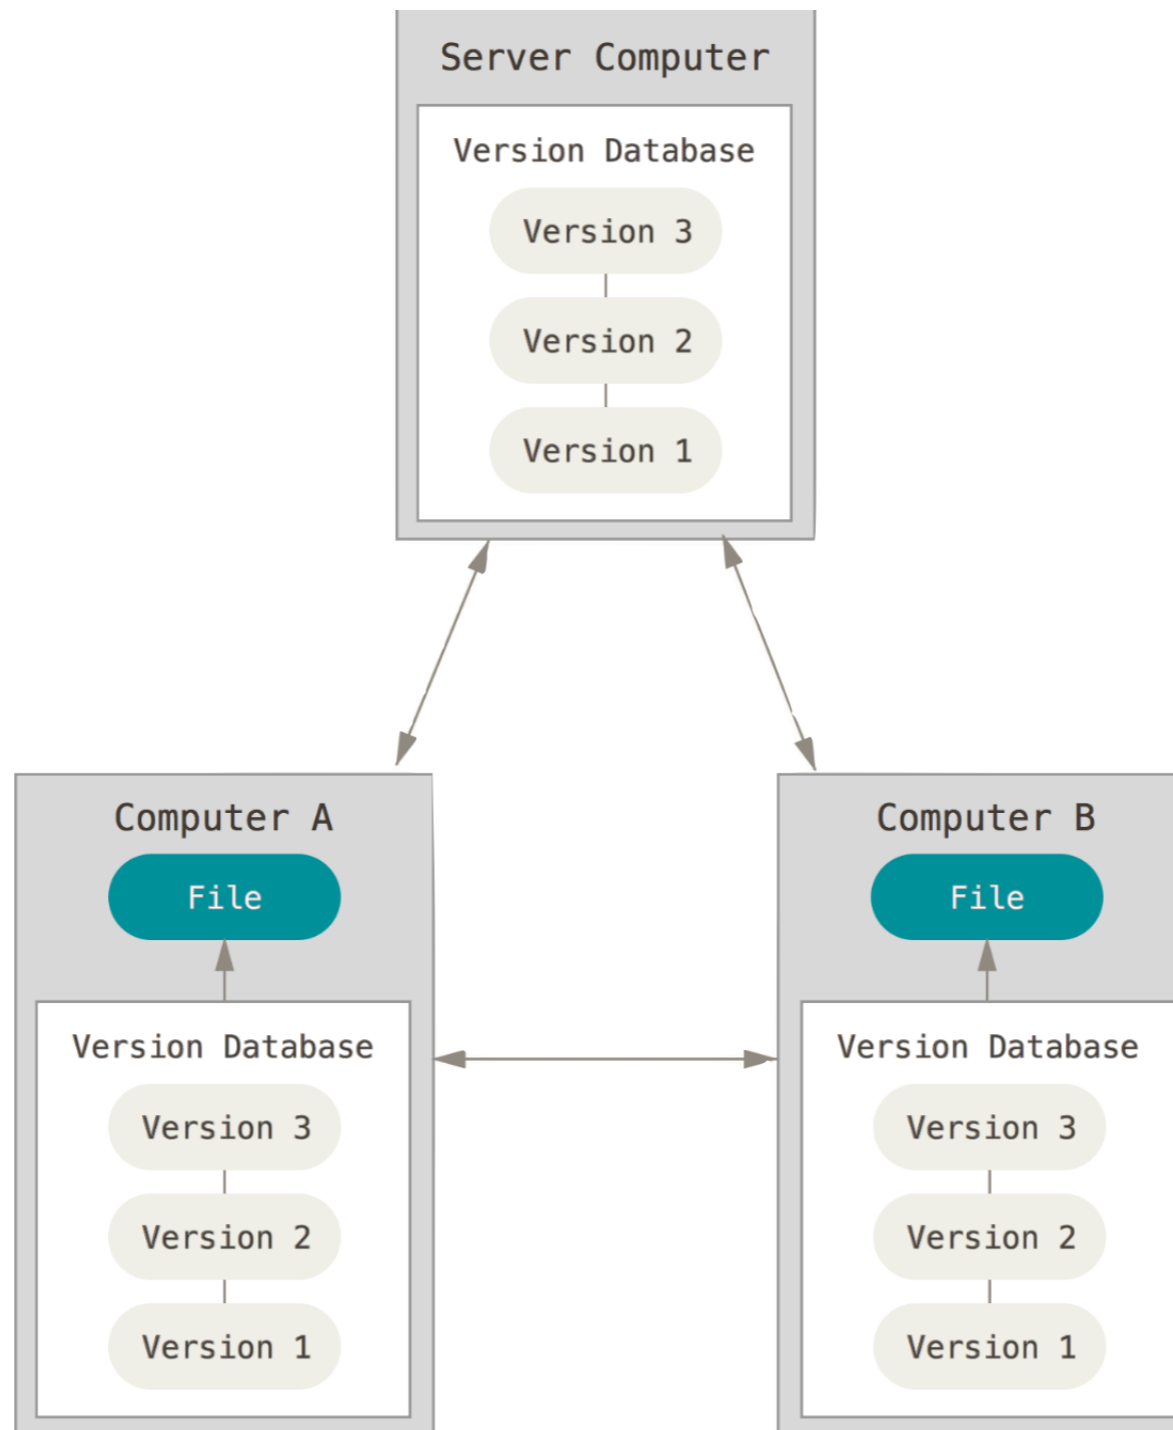 Server Computer
Version Database
Version 3
Version 2
Version 1
Computer A
File
Version Database
Version 3
Version 2
Version 1
Computer B
File
Version Database
Version 3
Version 2
Version 1